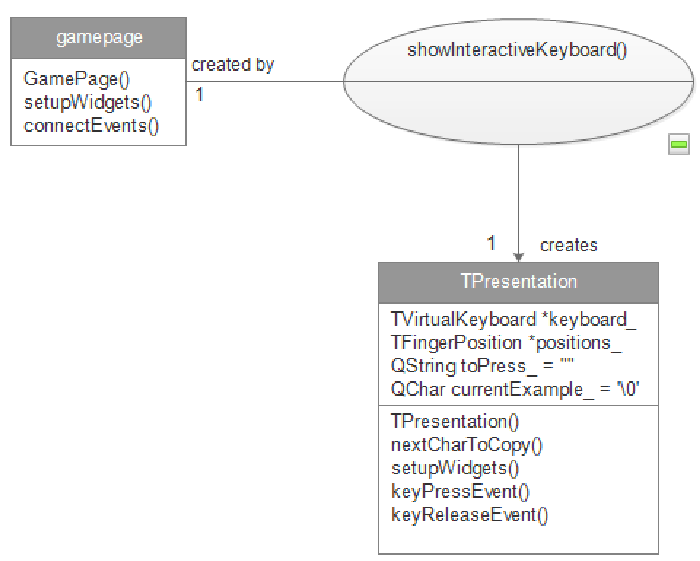 gamepage
GamePage()
setupWidgets()
connectEvents()
created by
1
showInteractiveKeyboard()
1 creates
TPresentation
TVirtualKeyboard *keyboard_
TFingerPosition *positions_
QString toPress_ = ""
QChar currentExample_ = '\0'
TPresentation()
nextCharToCopy()
setupWidgets()
keyPressEvent()
keyReleaseEvent()